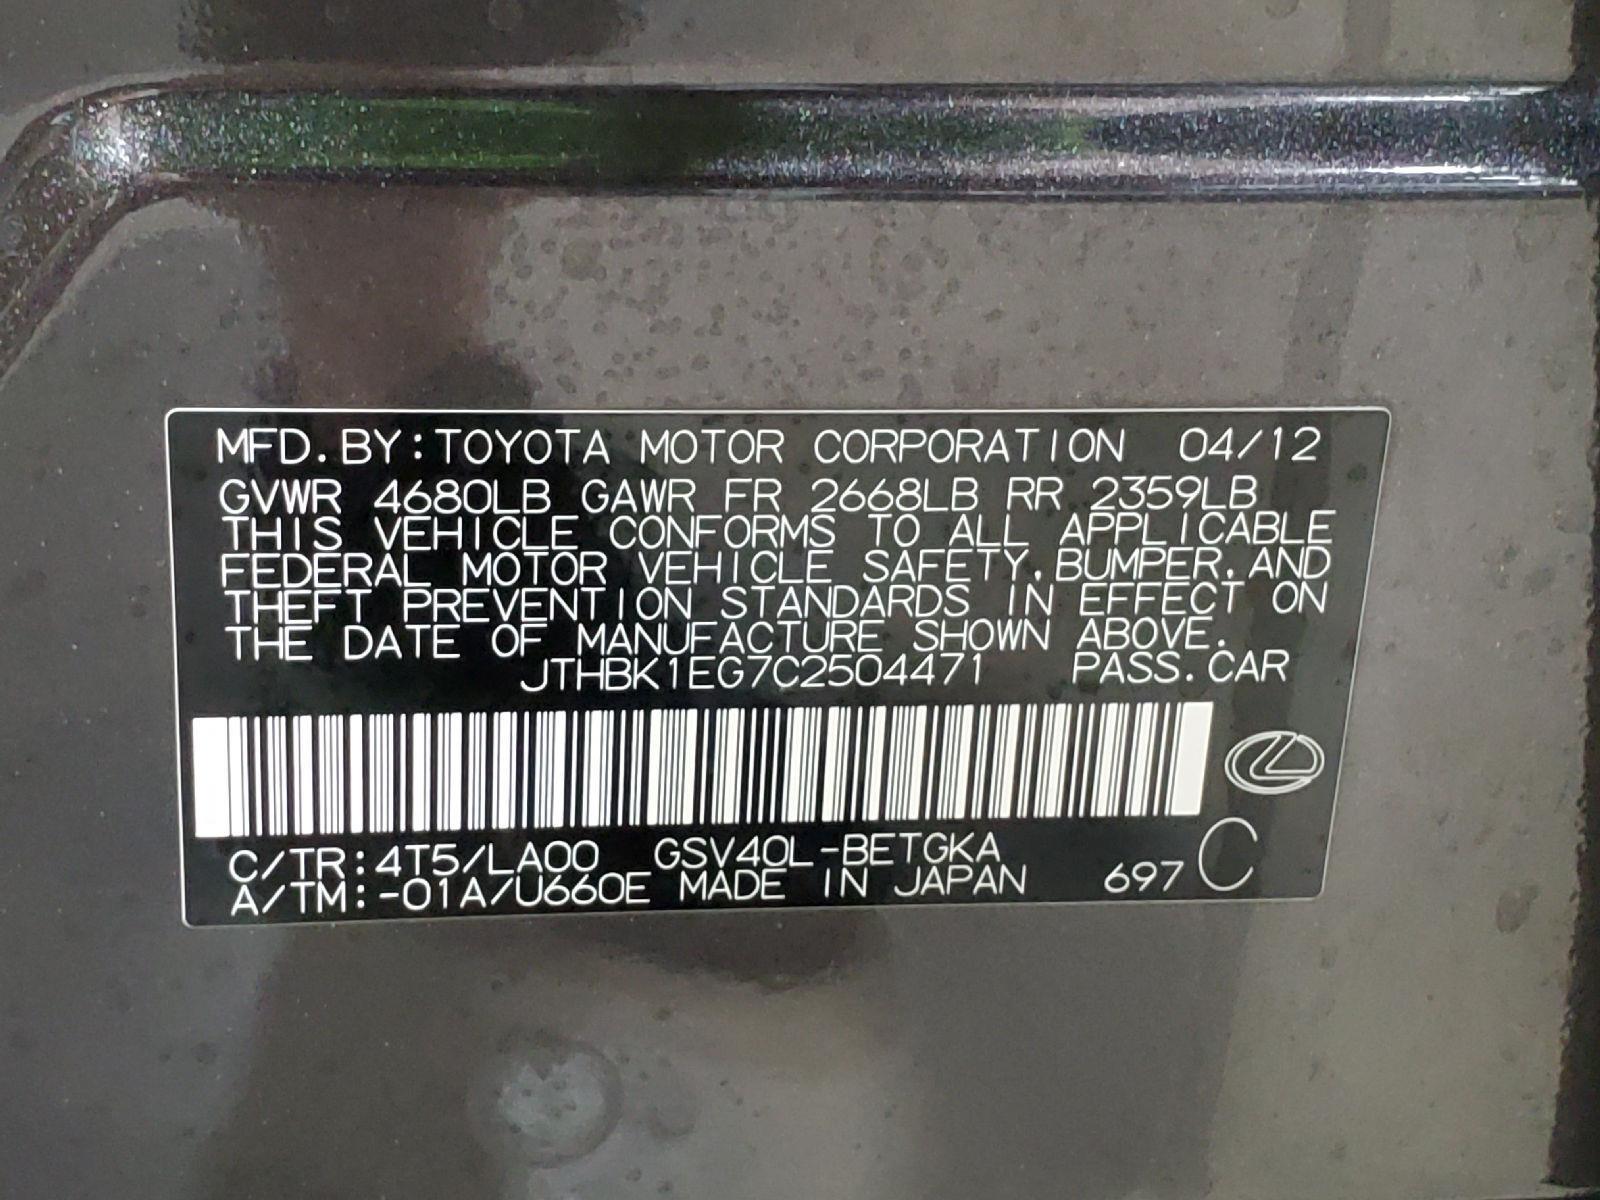 MFD. BY: TOYOTA MOTOR CORPORATION 04/12
GVWR 4680LB GAWR FR 2668LB RR 2359LB
THIS VEHICLE CONFORMS TO ALL APPLICABLE
FEDERAL MOTOR VEHICLE SAFETY, BUMPER, AND
THEFT PREVENTION STANDARDS IN EFFECT ON
THE DATE OF MANUFACTURE SHOWN ABOVE.
JTHBK1EG7C2504471 PASS. CAR
C/TR: 4T5/LA00 GSV40L-BETGKA
A/TM: -01A/U660E MADE IN JAPAN 697 C